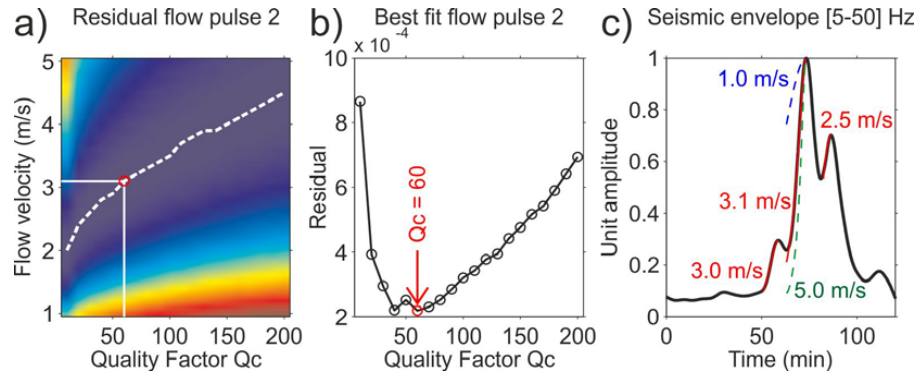 a) Residual flow pulse 2
Flow velocity (m/s)
5
4
3
2
1
50 100 150 200
Quality Factor Qc
b) Best fit flow pulse 2
x 10-4
Residual
10
8
6
4
2
Qc = 60
0 50 100 150 200
Quality Factor Qc
c) Seismic envelope [5-50] Hz
Unit amplitude
1
0.8
0.6
0.4
0.2
0
1.0 m/s
2.5 m/s
3.1 m/s
3.0 m/s
5.0 m/s
0 50 100
Time (min)